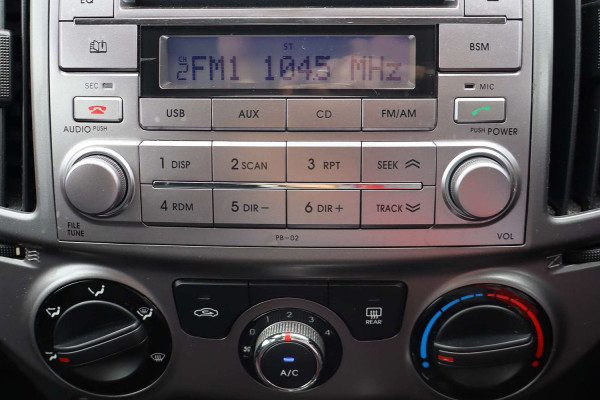 EQ
ST
BSM
CH2 FM1 104.5 MHz
SEC
MIC
USB AUX CD FM/AM
AUDIO PUSH
PUSH POWER
1 DISP 2 SCAN 3 RPT SEEK
4 RDM 5 DIR- 6 DIR+ TRACK
FILE
TUNE
PB-02
VOL
0 1 2 3 4
REAR
A/C